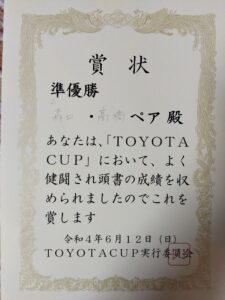 賞状
準優勝
・高橋ペア殿
あなたは、「TOYOTA
CUP」において、よく
健闘され頭書の成績を収
められましたのでこれを
賞します
令和4年6月12日(日)
TOYOTACUP実行委員会